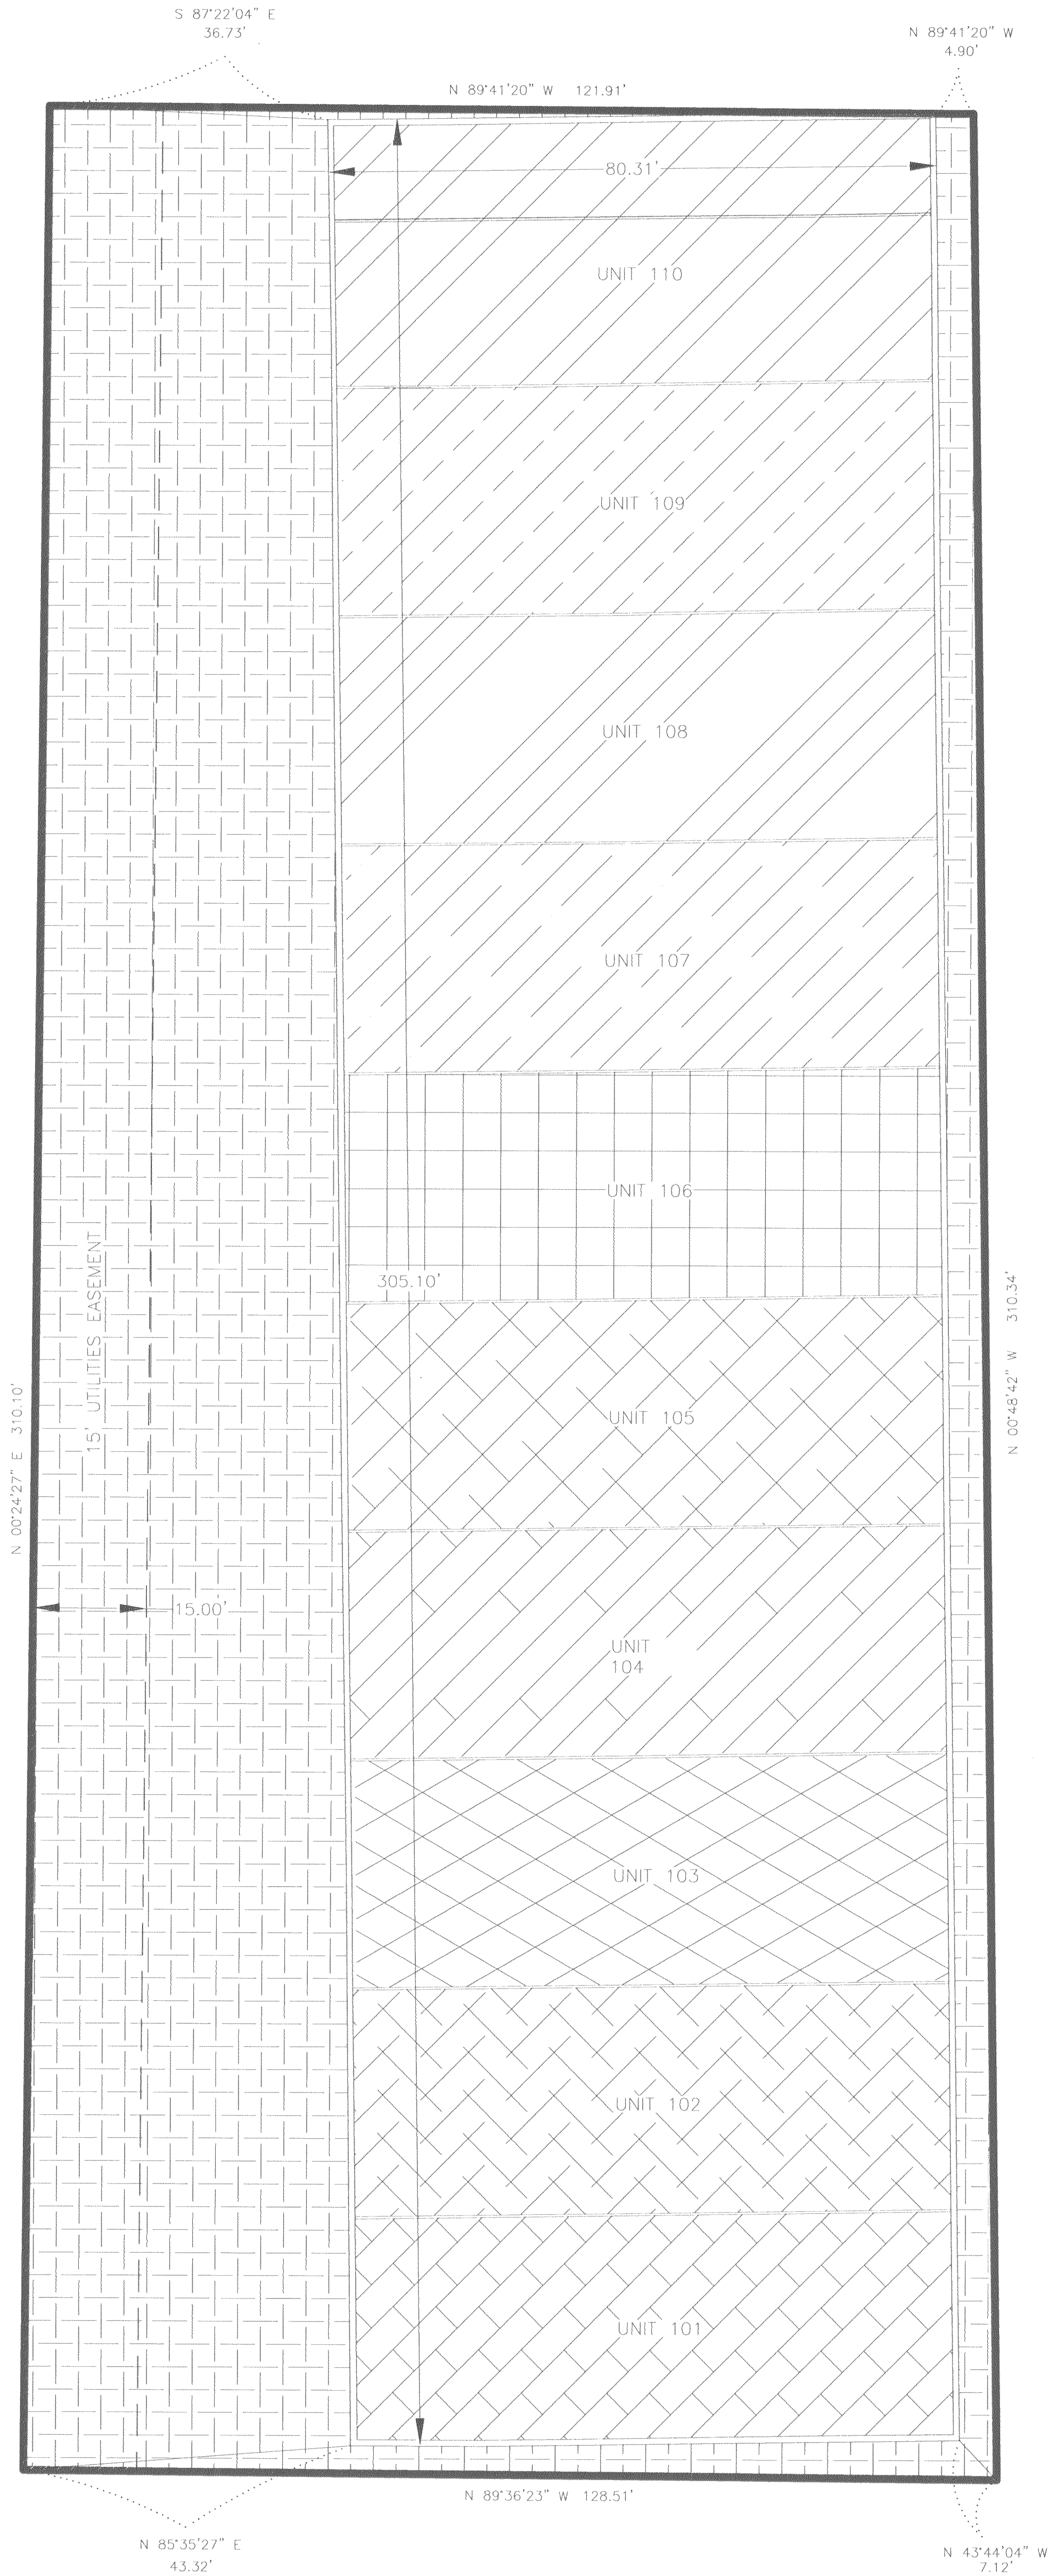 S 87°22'04" E
36.73'
N 89°41'20" W
4.90'
N 89°41'20" W 121.91'
80.31'
UNIT 110
UNIT 109
UNIT 108
UNIT 107
UNIT 106
305.10'
15' UTILITIES EASEMENT
N 00°48'42" W 310.34'
N 00°24'27" E 310.10'
UNIT 105
15.00'
UNIT
104
UNIT 103
UNIT 102
UNIT 101
N 89°36'23" W 128.51'
N 85°35'27" E
43.32'
N 43°44'04" W
7.12'